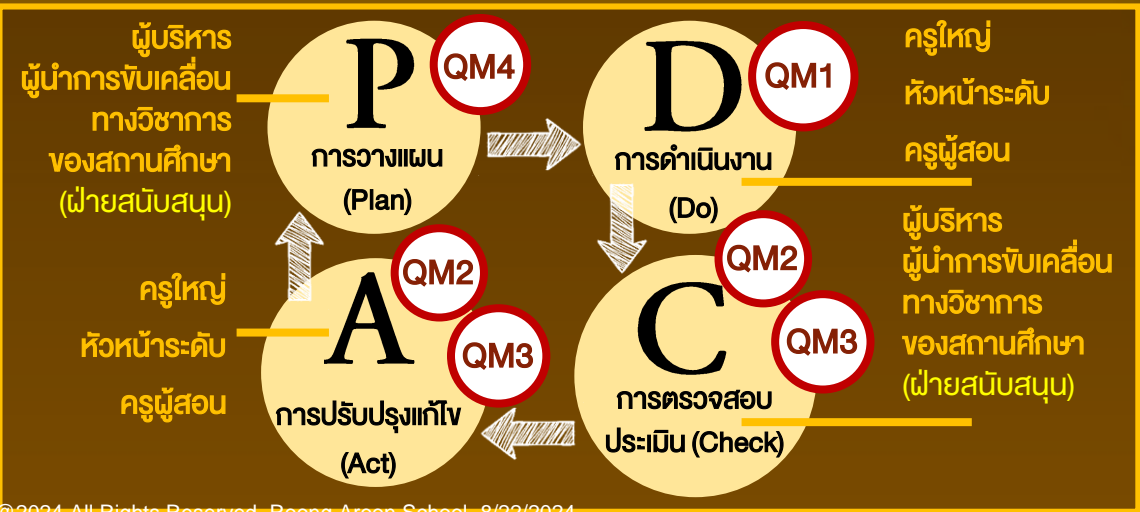 ผู้บริหาร
ผู้นำการขับเคลื่อน
ทางวิชาการ
ของสถานศึกษา
(ฝ่ายสนับสนุน)
P
QM4
การวางแผน
(Plan)
D
QM1
การดำเนินงาน
(Do)
ครูใหญ่
หัวหน้าระดับ
ครูผู้สอน
ครูใหญ่
หัวหน้าระดับ
ครูผู้สอน
A
QM2
QM3
การปรับปรุงแก้ไข
(Act)
C
QM2
QM3
การตรวจสอบ
ประเมิน (Check)
ผู้บริหาร
ผู้นำการขับเคลื่อน
ทางวิชาการ
ของสถานศึกษา
(ฝ่ายสนับสนุน)
©2024 All Rights Reserved, Roong Aroon School, 8/22/2024